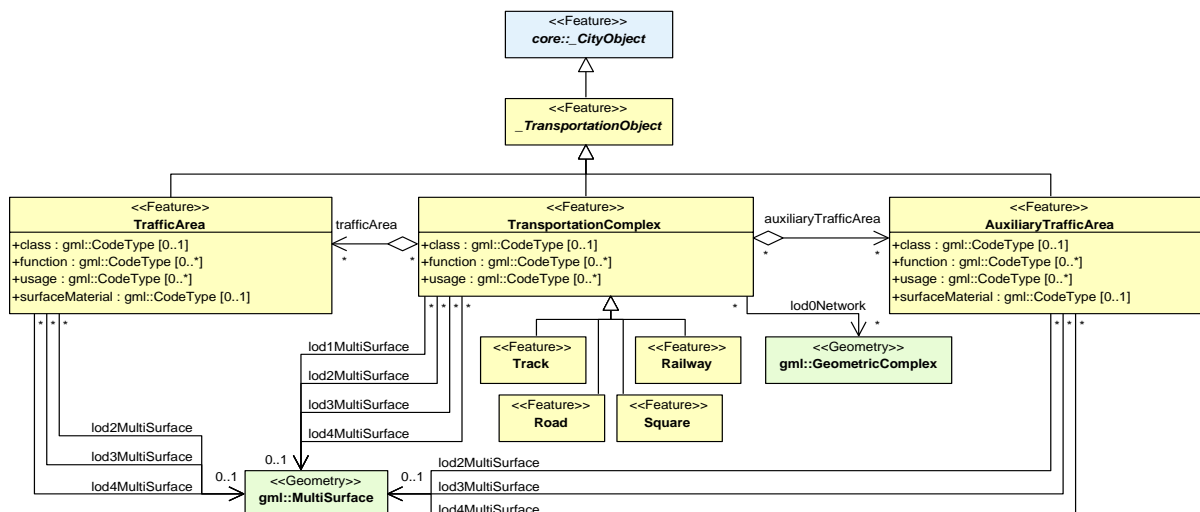 <<Feature>>
core::_CityObject
<<Feature>>
_TransportationObject
<<Feature>>
TrafficArea
+class : gml::CodeType [0..1]
+function : gml::CodeType [0..*]
+usage : gml::CodeType [0..*]
+surfaceMaterial : gml::CodeType [0..1]
trafficArea
*
*
<<Feature>>
TransportationComplex
+class : gml::CodeType [0..1]
+function : gml::CodeType [0..*]
+usage : gml::CodeType [0..*]
auxiliaryTrafficArea
*
*
<<Feature>>
AuxiliaryTrafficArea
+class : gml::CodeType [0..1]
+function : gml::CodeType [0..*]
+usage : gml::CodeType [0..*]
+surfaceMaterial : gml::CodeType [0..1]
* * *
* * * *
*
lod0Network
*
* * *
<<Geometry>>
gml::GeometricComplex
<<Feature>>
Track
<<Feature>>
Railway
<<Feature>>
Road
<<Feature>>
Square
lod1MultiSurface
lod2MultiSurface
lod3MultiSurface
lod4MultiSurface
0..1
lod2MultiSurface
lod3MultiSurface
lod4MultiSurface
0..1
<<Geometry>>
gml::MultiSurface
0..1
lod2MultiSurface
lod3MultiSurface
lod4MultiSurface